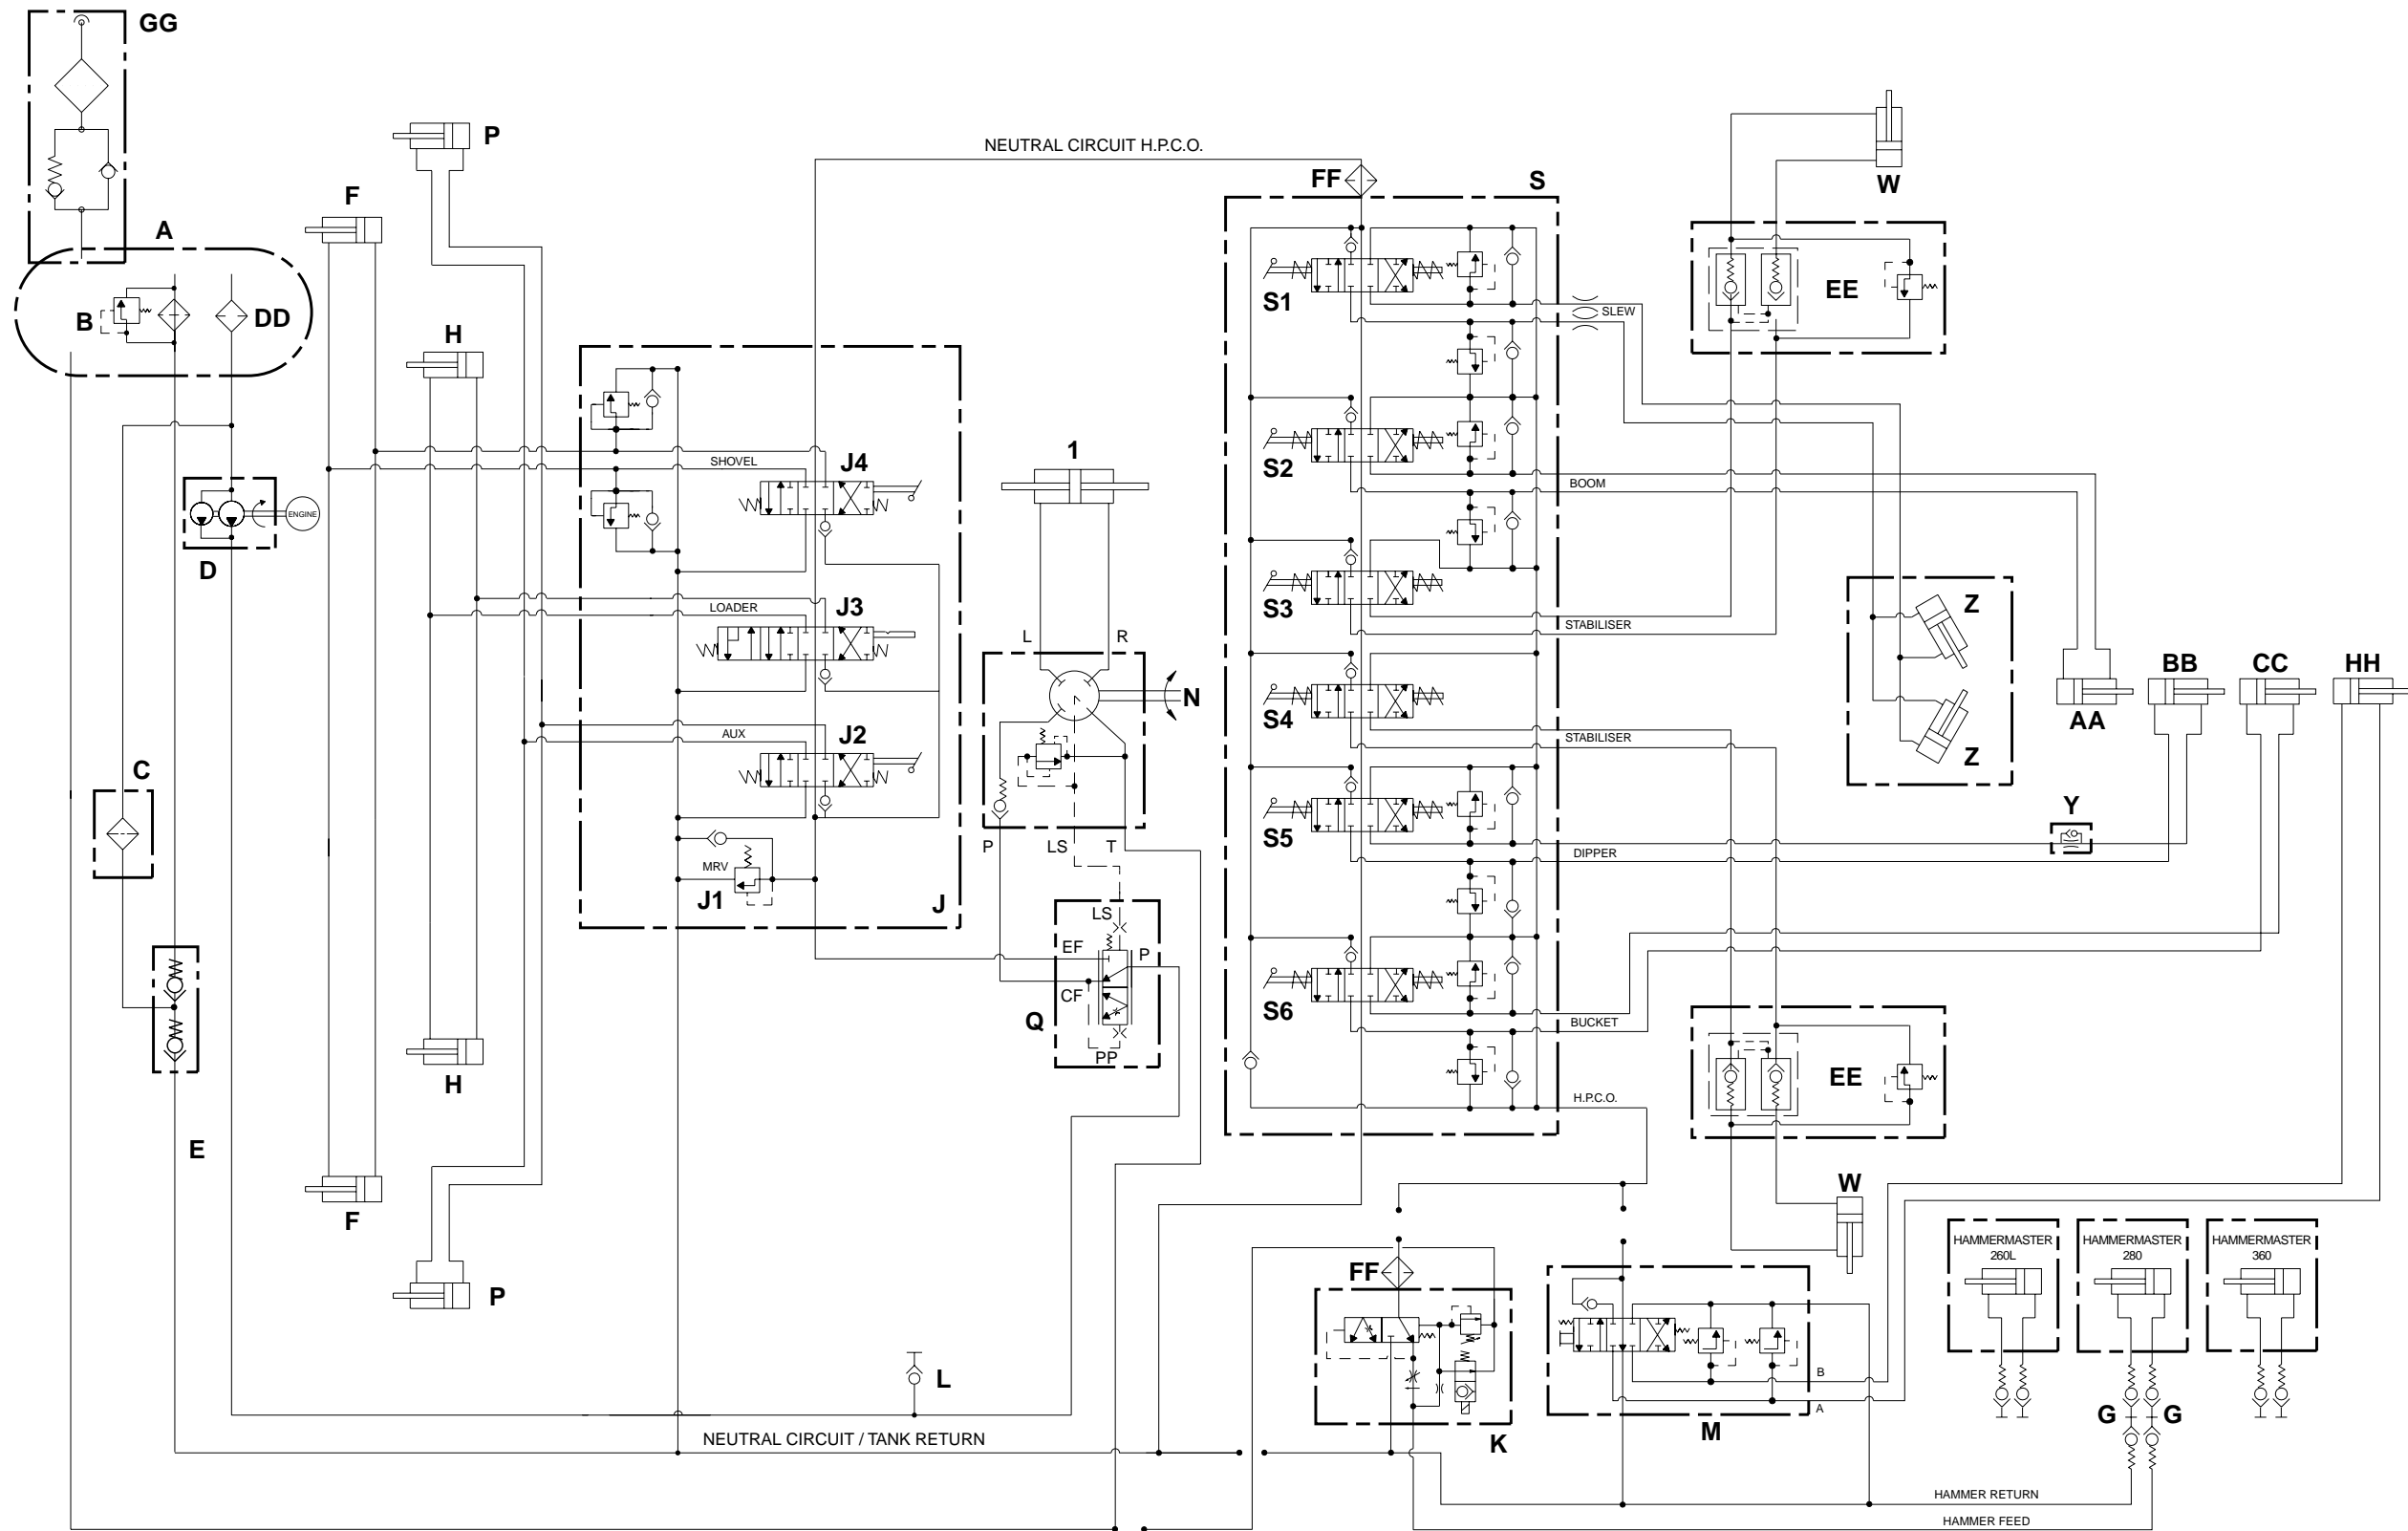 GG
P
NEUTRAL CIRCUIT H.P.C.O.
FF
S
W
F
A
B
DD
H
S1
SLEW
EE
1
SHOVEL
J4
S2
BOOM
ENGINE
D
LOADER
J3
L
R
S3
STABILISER
Z
BB
CC
HH
N
S4
AA
AUX
J2
STABILISER
Z
C
Y
MRV
J1
J
P
LS
T
S5
DIPPER
LS
EF
P
CF
Q
PP
S6
BUCKET
H
EE
E
H.P.C.O.
F
W
P
FF
HAMMERMASTER
260L
HAMMERMASTER
280
HAMMERMASTER
360
L
B
A
K
M
G
G
NEUTRAL CIRCUIT / TANK RETURN
HAMMER RETURN
HAMMER FEED